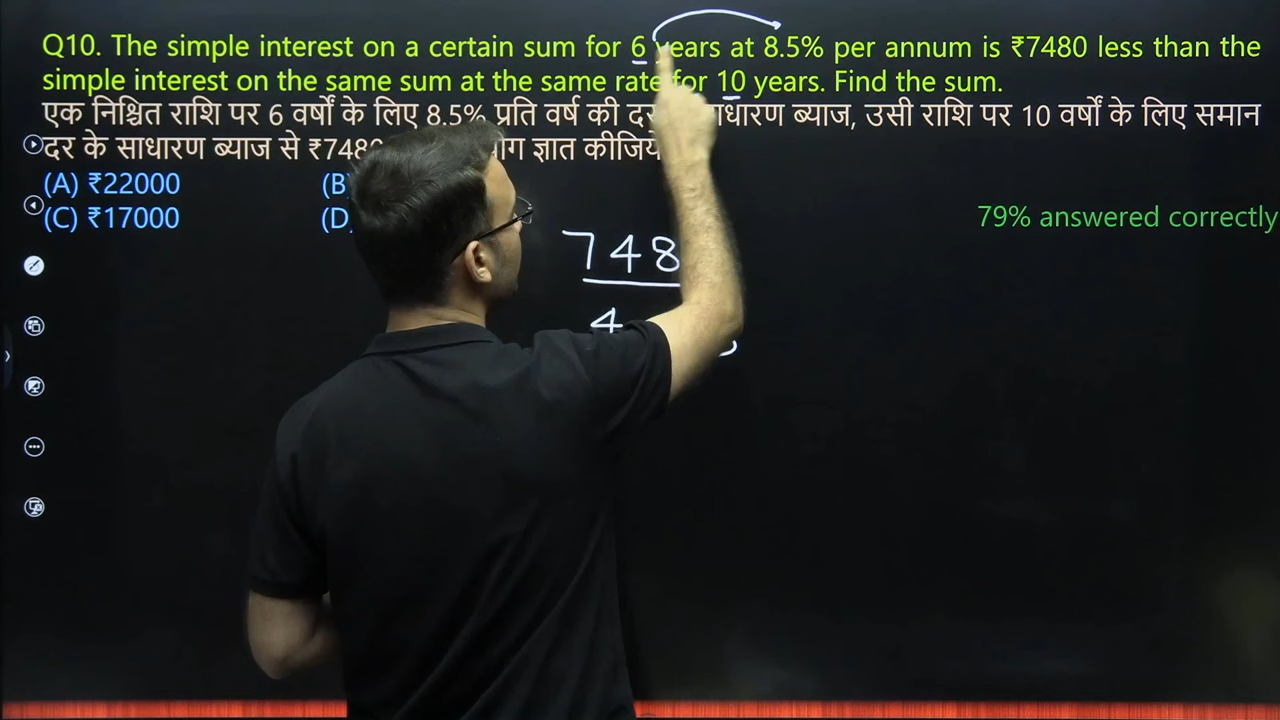 Q10. The simple interest on a certain sum for 6 years at 8.5% per annum is ₹7480 less than the
simple interest on the same sum at the same rate for 10 years. Find the sum.
एक निश्चित राशि पर 6 वर्षों के लिए 8.5% प्रति वर्ष की साधारण ब्याज, उसी राशि पर 10 वर्षों के लिए समान
दर के साधारण ब्याज से ज्ञात कीजिये
(A) ₹22000 (B)
(C) ₹17000 (D)
79% answered correctly
748
4